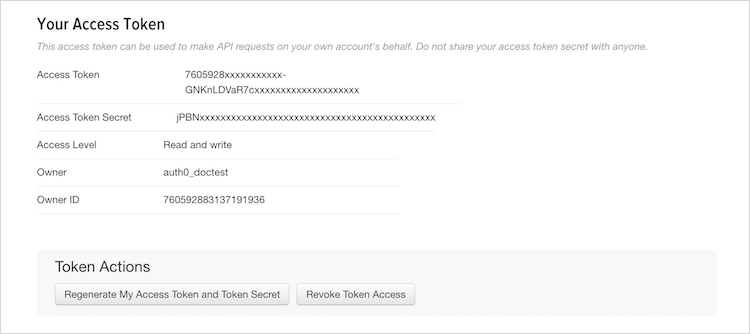 Your Access Token
This access token can be used to make API requests on your own account's behalf. Do not share your access token secret with anyone.
Access Token 7605928xxxxxxxxxxx-
GNKnLDVaR7cxxxxxxxxxxxxxxxxxxxx
Access Token Secret jPBNxxxxxxxxxxxxxxxxxxxxxxxxxxxxxxxxxxxxxxxxxxxxx
Access Level Read and write
Owner auth0_doctest
Owner ID 760592883137191936
Token Actions
Regenerate My Access Token and Token Secret Revoke Token Access